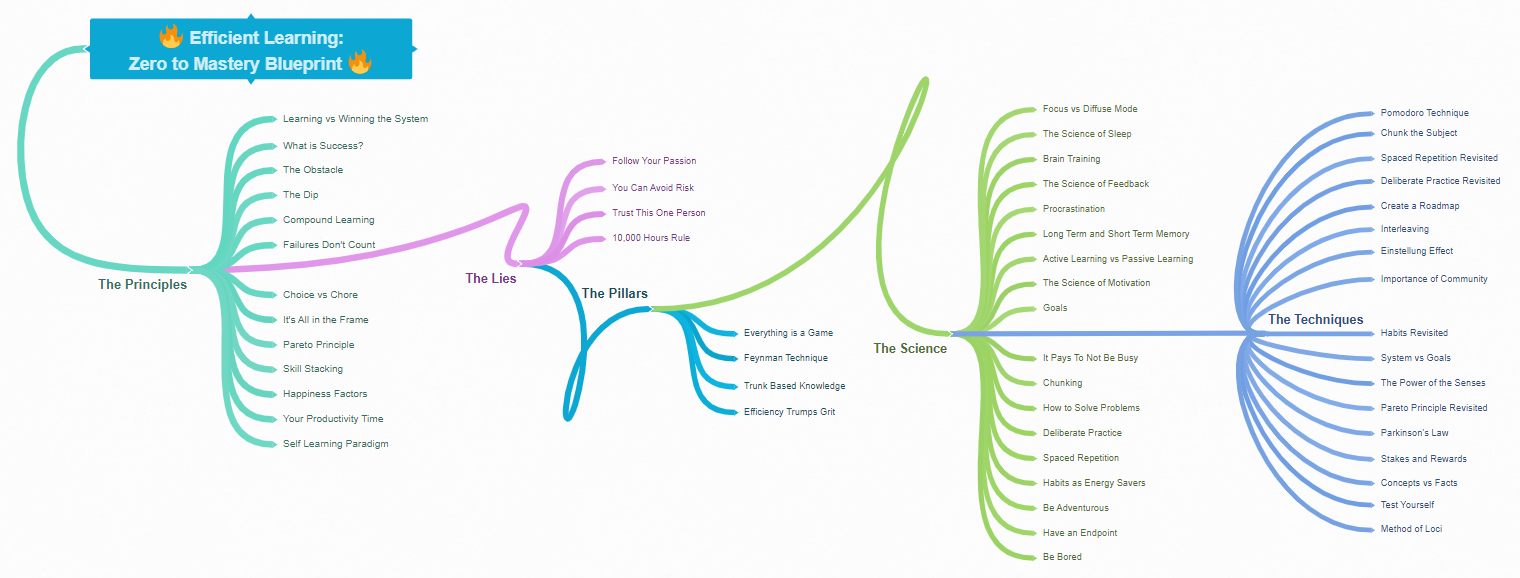 Efficient Learning:
Zero to Mastery Blueprint
The Principles
Learning vs Winning the System
What is Success?
The Obstacle
The Dip
Compound Learning
Failures Don't Count
Choice vs Chore
It's All in the Frame
Pareto Principle
Skill Stacking
Happiness Factors
Your Productivity Time
Self Learning Paradigm
The Lies
Follow Your Passion
You Can Avoid Risk
Trust This One Person
10,000 Hours Rule
The Pillars
Everything is a Game
Feynman Technique
Trunk Based Knowledge
Efficiency Trumps Grit
The Science
Focus vs Diffuse Mode
The Science of Sleep
Brain Training
The Science of Feedback
Procrastination
Long Term and Short Term Memory
Active Learning vs Passive Learning
The Science of Motivation
Goals
It Pays To Not Be Busy
Chunking
How to Solve Problems
Deliberate Practice
Spaced Repetition
Habits as Energy Savers
Be Adventurous
Have an Endpoint
Be Bored
The Techniques
Pomodoro Technique
Chunk the Subject
Spaced Repetition Revisited
Deliberate Practice Revisited
Create a Roadmap
Interleaving
Einstellung Effect
Importance of Community
Habits Revisited
System vs Goals
The Power of the Senses
Pareto Principle Revisited
Parkinson's Law
Stakes and Rewards
Concepts vs Facts
Test Yourself
Method of Loci